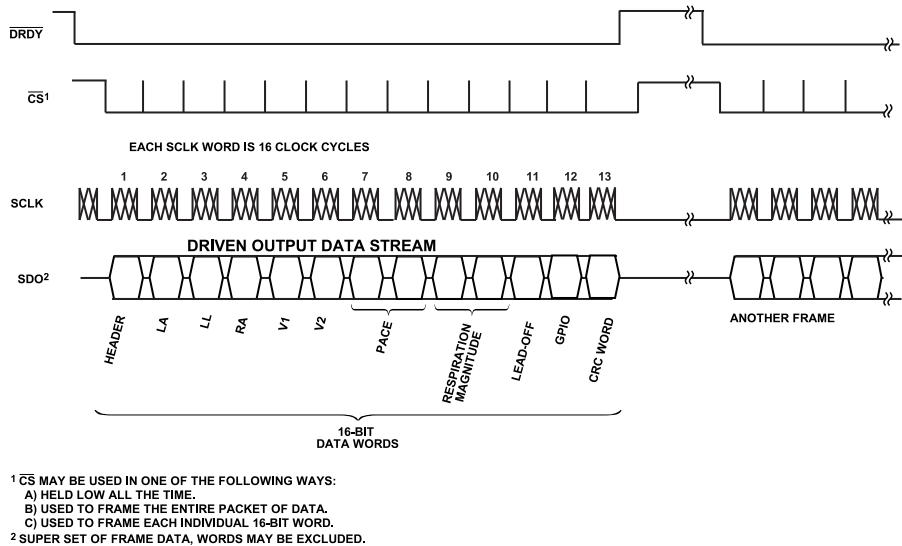 DRDY
CS1
EACH SCLK WORD IS 16 CLOCK CYCLES
1 2 3 4 5 6 7 8 9 10 11 12 13
SCLK
DRIVEN OUTPUT DATA STREAM
SDO2
HEADER
LA
LL
RA
V1
V2
PACE
RESPIRATION
MAGNITUDE
LEAD-OFF
GPIO
CRC WORD
ANOTHER FRAME
16-BIT
DATA WORDS
1 CS MAY BE USED IN ONE OF THE FOLLOWING WAYS:
A) HELD LOW ALL THE TIME.
B) USED TO FRAME THE ENTIRE PACKET OF DATA.
C) USED TO FRAME EACH INDIVIDUAL 16-BIT WORD.
2 SUPER SET OF FRAME DATA, WORDS MAY BE EXCLUDED.